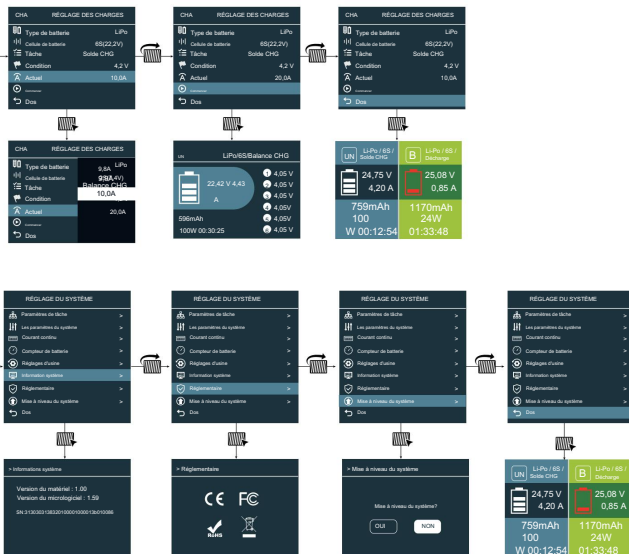 CHA RÉGLAGE DES CHARGES
Type de batterie LiPo
Cellule de batterie 6S(22,2V)
Tâche Solde CHG
Condition 4,2 V
Actuel 10,0A
Dos
CHA RÉGLAGE DES CHARGES
Type de batterie LiPo
Cellule de batterie 6S(22,2V)
Tâche Solde CHG
Condition 4,2 V
Actuel 20,0A
Dos
CHA RÉGLAGE DES CHARGES
Type de batterie LiPo
Cellule de batterie 6S(22,2V)
Tâche Solde CHG
Condition 4,2 V
Actuel 10,0A
Dos
CHA RÉGLAGE DES CHARGES
Type de batterie 9,8A LiPo
Cellule de batterie
Tâche Balance CHG
Condition 10,0A
Actuel 20,0A
Dos
UN LiPo/6S/Balance CHG
22,42 V 4,43
A
1 4,05 V
4,05 V
4,05 V
4 4,05V
4,05V
4,05 V
596mAh
100W 00:30:25
UN Li-Po / 6S /
Solde CHG
24,75 V
4,20 A
759mAh
100
W 00:12:54
B Li-Po / 6S /
Décharge
25,08 V
0,85 A
1170mAh
24W
01:33:48
RÉGLAGE DU SYSTÈME
Paramètres de tâche >
Les paramètres du système >
Courant continu >
Compteur de batterie >
Réglages d'usine >
Information système >
Réglementaire >
Mise à niveau du système >
Dos
RÉGLAGE DU SYSTÈME
Paramètres de tâche >
Les paramètres du système >
Courant continu >
Compteur de batterie >
Réglages d'usine >
Information système >
Réglementaire >
Mise à niveau du système >
Dos
RÉGLAGE DU SYSTÈME
Paramètres de tâche >
Les paramètres du système >
Courant continu >
Compteur de batterie >
Réglages d'usine >
Information système >
Réglementaire >
Mise à niveau du système >
Dos
RÉGLAGE DU SYSTÈME
Paramètres de tâche >
Les paramètres du système >
Courant continu >
Compteur de batterie >
Réglages d'usine >
Information système >
Réglementaire >
Mise à niveau du système >
Dos
> Informations système
Version du matériel : 1.00
Version du micrologiciel : 1.59
> Réglementaire
CE FC
RoHS
> Mise à niveau du système
Mise à niveau du système?
OUI NON
UN Li-Po / 6S /
Solde CHG
24,75 V
4,20 A
759mAh
100
W 00:12:54
B Li-Po / 6S /
Décharge
25,08 V
0,85 A
1170mAh
24W
01:33:48